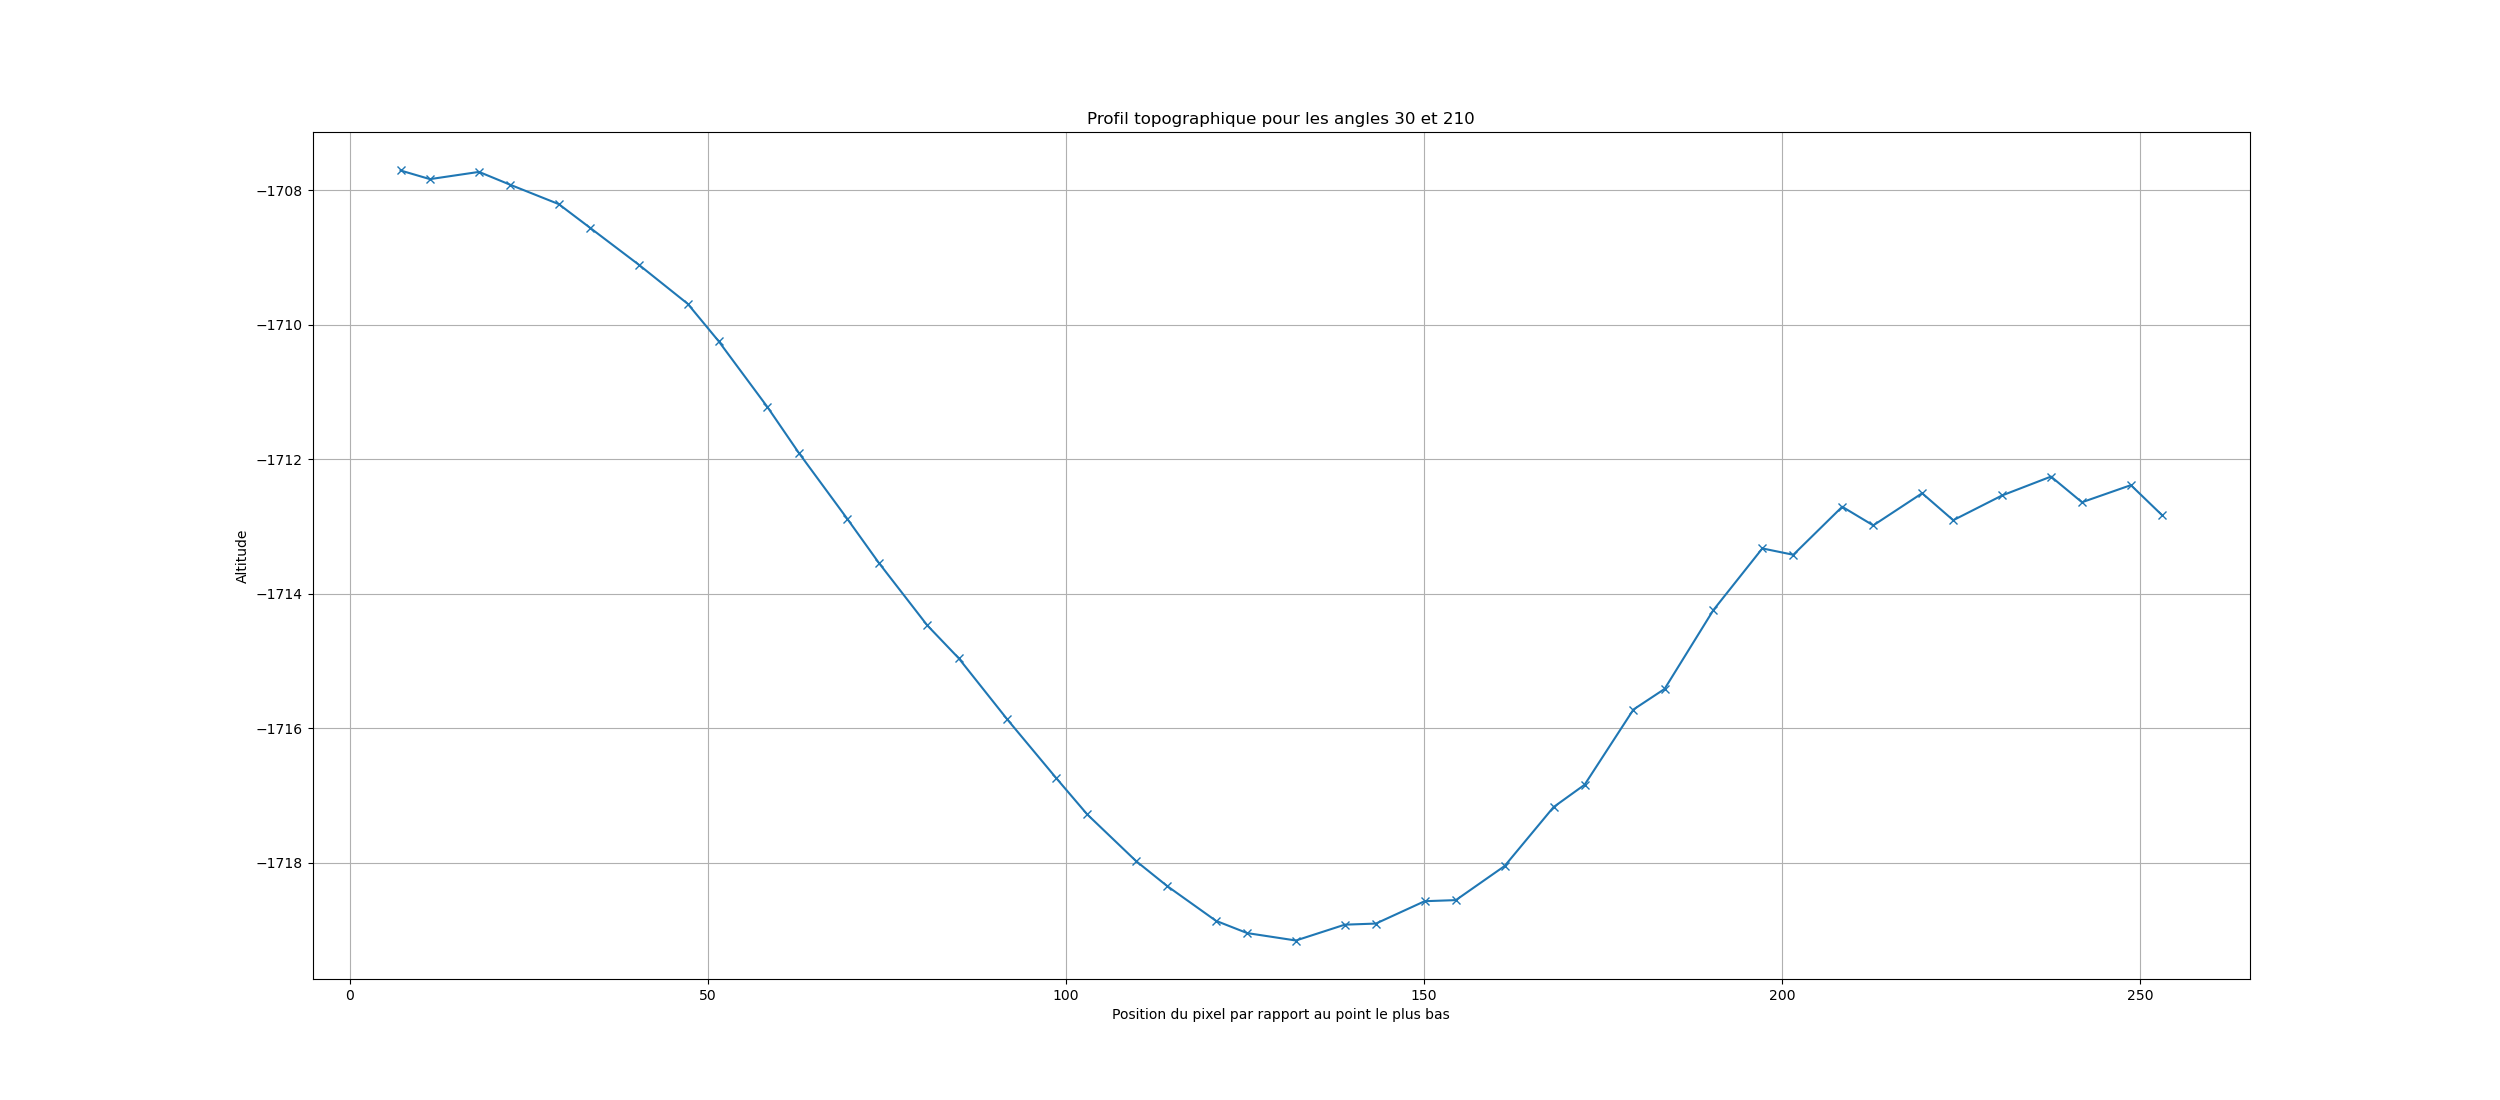 Profil topographique pour les angles 30 et 210
−1708
−1710
−1712
−1714
−1716
−1718
Altitude
0 50 100 150 200 250
Position du pixel par rapport au point le plus bas